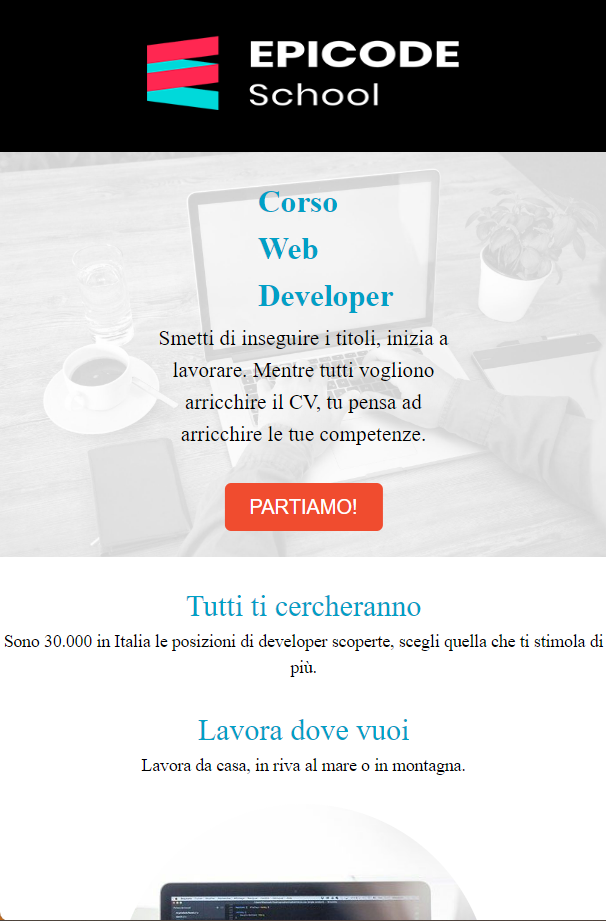 EPICODE
School
Corso
Web
Developer
Smetti di inseguire i titoli, inizia a
lavorare. Mentre tutti vogliono
arricchire il CV, tu pensa ad
arricchire le tue competenze.
PARTIAMO!
Tutti ti cercheranno
Sono 30.000 in Italia le posizioni di developer scoperte, scegli quella che ti stimola di
più.
Lavora dove vuoi
Lavora da casa, in riva al mare o in montagna.